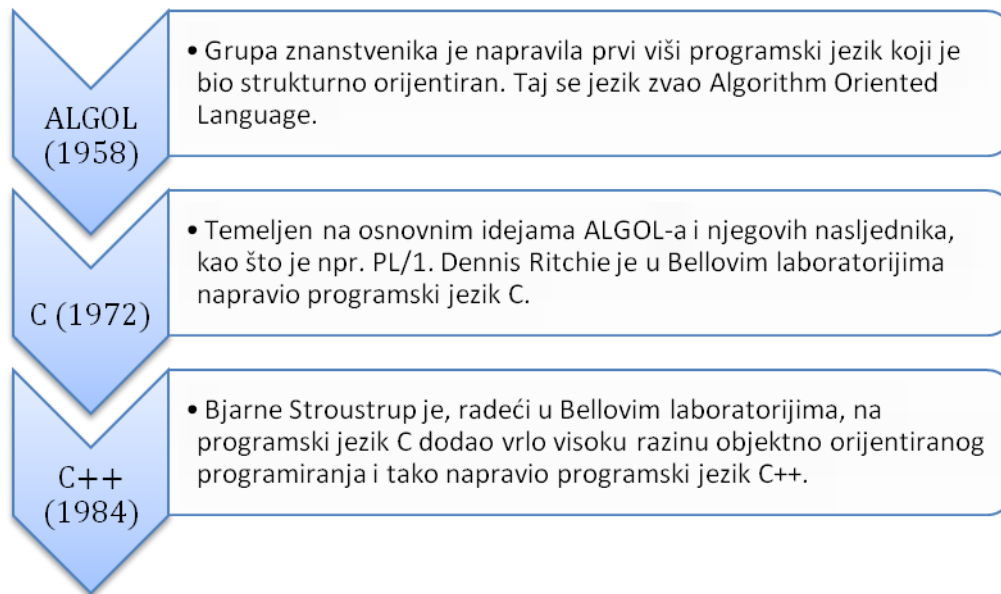 ALGOL
(1958)
• Grupa znanstvenika je napravila prvi viši programski jezik koji je
bio strukturno orijentiran. Taj se jezik zvao Algorithm Oriented
Language.
C (1972)
• Temeljen na osnovnim idejama ALGOL-a i njegovih nasljednika,
kao što je npr. PL/1. Dennis Ritchie je u Bellovim laboratorijima
napravio programski jezik C.
C++
(1984)
• Bjarne Stroustrup je, radeći u Bellovim laboratorijima, na
programski jezik C dodao vrlo visoku razinu objektno orijentiranog
programiranja i tako napravio programski jezik C++.